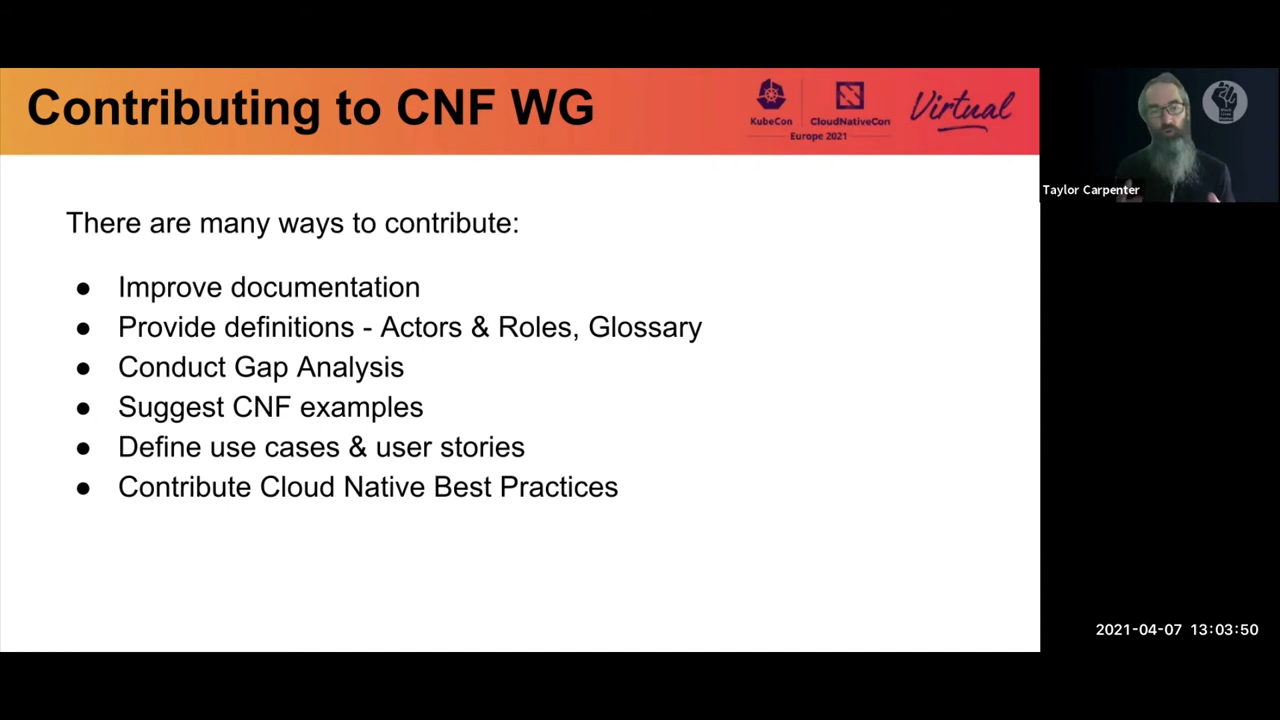 Contributing to CNF WG
KubeCon
CloudNativeCon
Europe 2021
Virtual
Taylor Carpenter
There are many ways to contribute:
● Improve documentation
● Provide definitions - Actors & Roles, Glossary
● Conduct Gap Analysis
● Suggest CNF examples
● Define use cases & user stories
● Contribute Cloud Native Best Practices
2021-04-07 13:03:50